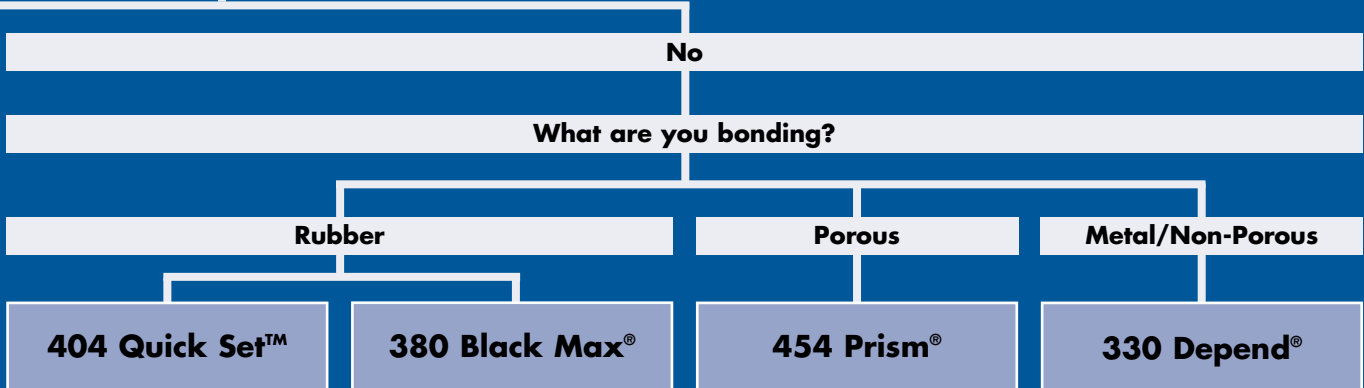 No
What are you bonding?
Rubber
Porous
Metal/Non-Porous
404 Quick Set™
380 Black Max®
454 Prism®
330 Depend®